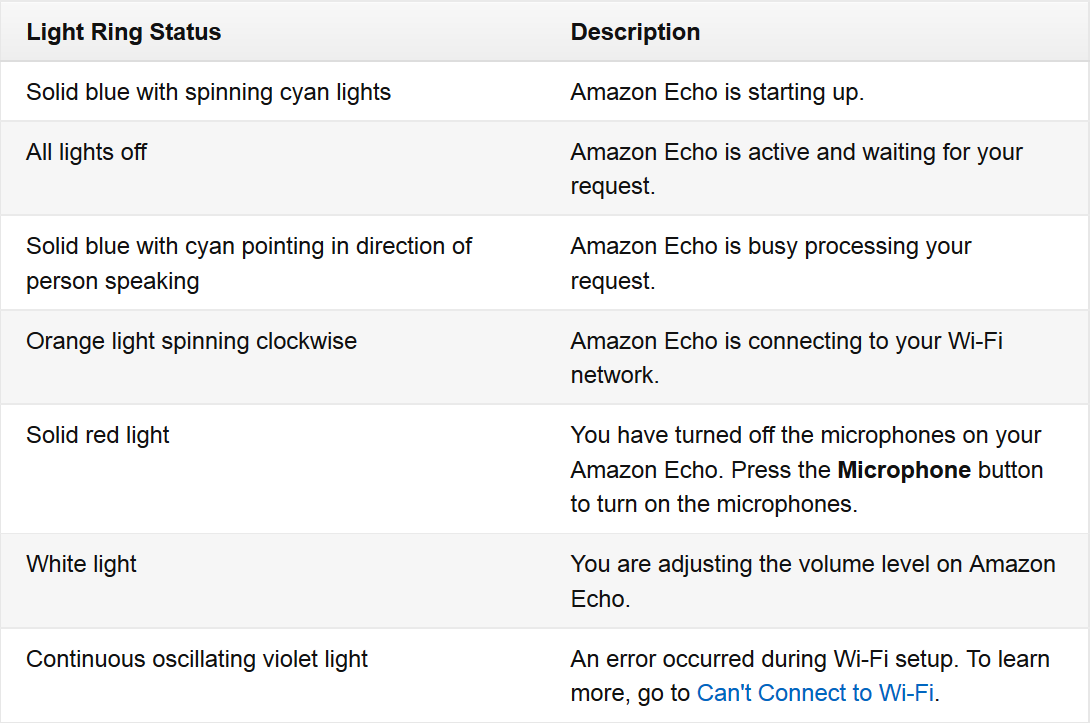 Light Ring Status Description
Solid blue with spinning cyan lights Amazon Echo is starting up.
All lights off Amazon Echo is active and waiting for your
request.
Solid blue with cyan pointing in direction of Amazon Echo is busy processing your
person speaking request.
Orange light spinning clockwise Amazon Echo is connecting to your Wi-Fi
network.
Solid red light You have turned off the microphones on your
Amazon Echo. Press the Microphone button
to turn on the microphones.
White light You are adjusting the volume level on Amazon
Echo.
Continuous oscillating violet light An error occurred during Wi-Fi setup. To learn
more, go to Can't Connect to Wi-Fi.